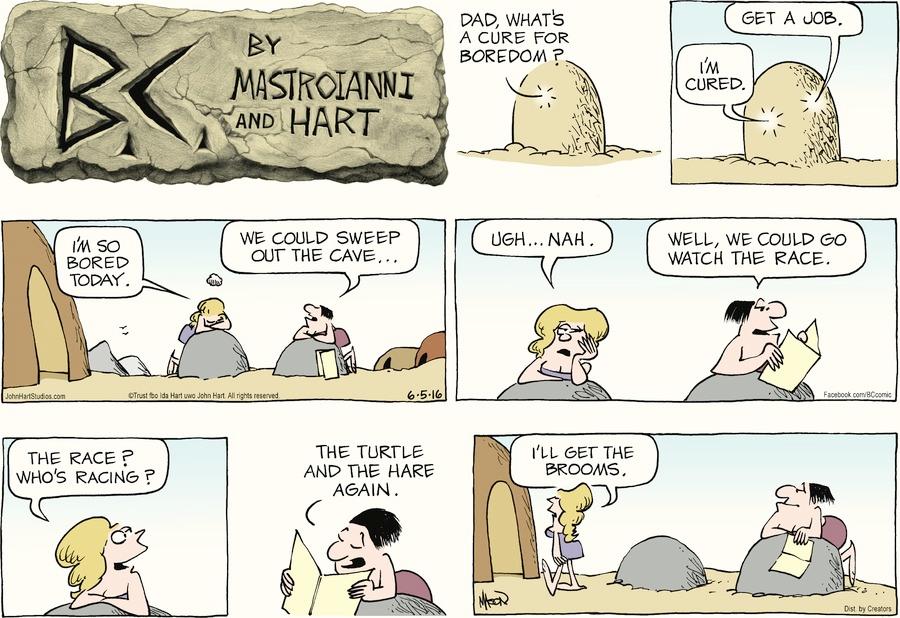 B.C.
BY
MASTROIANNI
AND HART
DAD, WHAT'S
A CURE FOR
BOREDOM?
GET A JOB.
I'M
CURED.
I'M SO
BORED
TODAY.
WE COULD SWEEP
OUT THE CAVE...
JohnHartStudios.com
©Trust fbo Ida Hart uwo John Hart. All rights reserved.
6.5.16
UGH... NAH.
WELL, WE COULD GO
WATCH THE RACE.
Facebook.com/BCcomic
THE RACE?
WHO'S RACING?
THE TURTLE
AND THE HARE
AGAIN.
I'LL GET THE
BROOMS.
Dist. by Creators